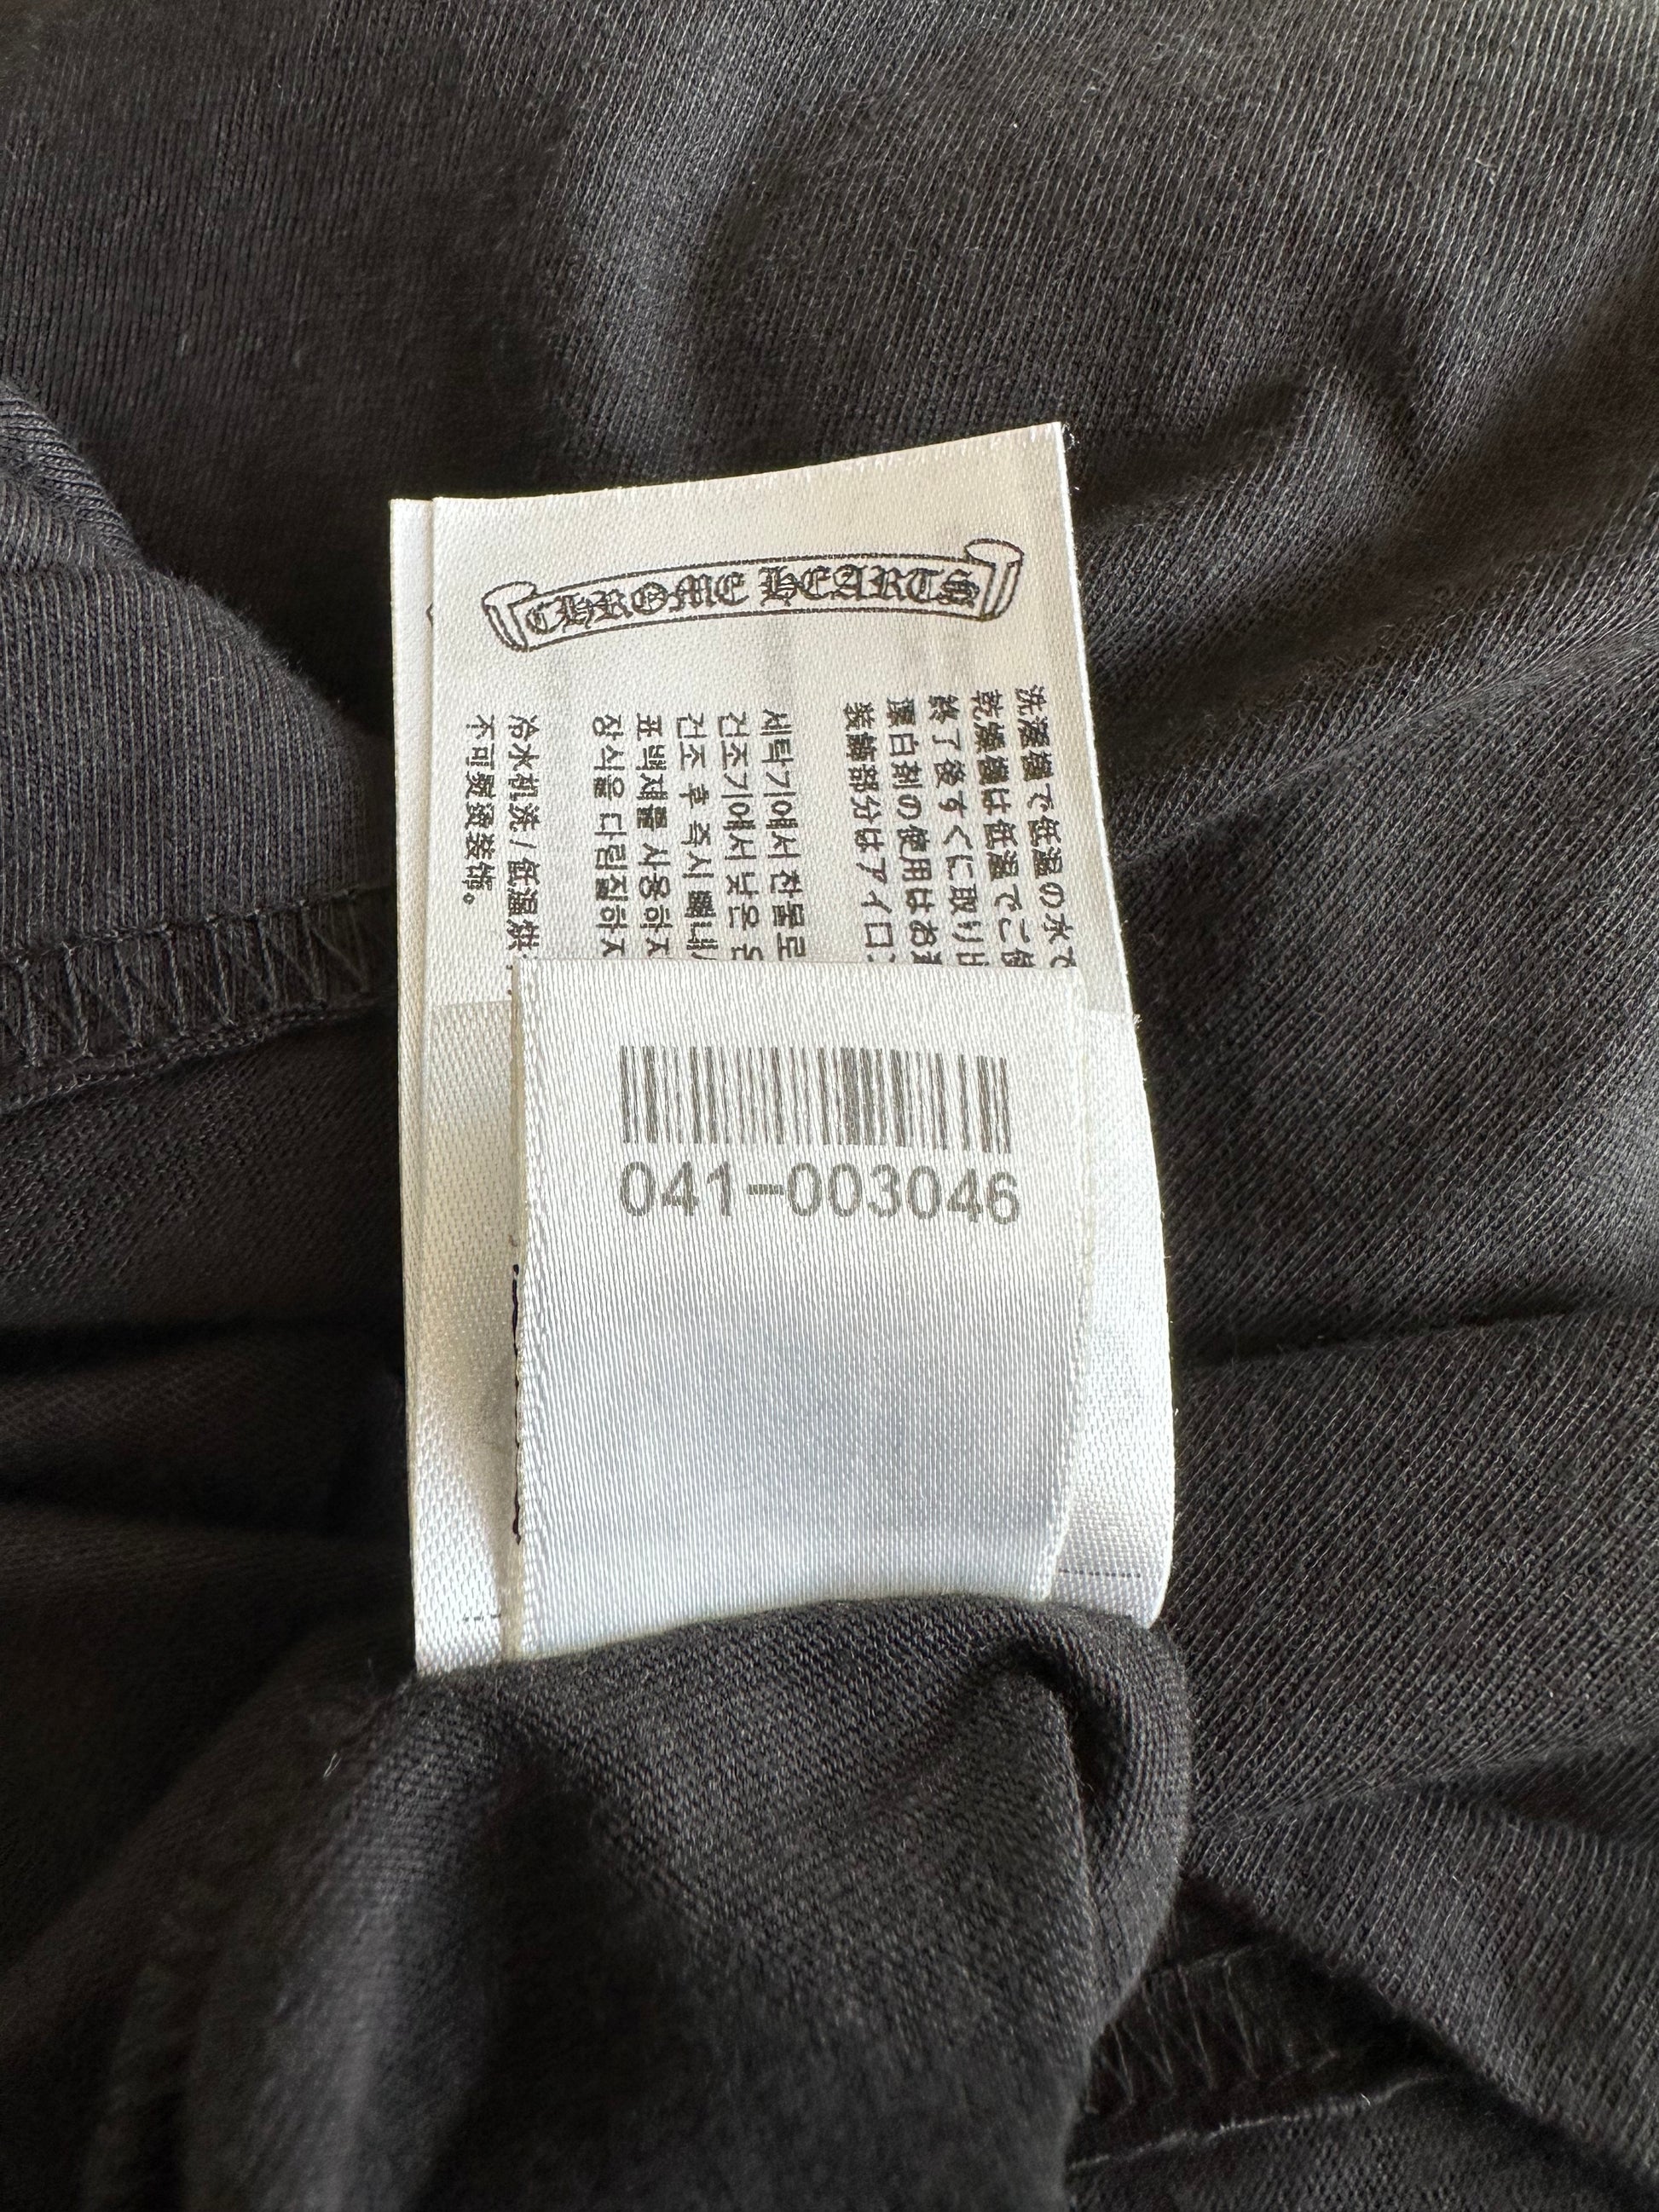 CHROME HEARTS
洗濯機で低温の水で
乾燥機は低温でご使
終了後すぐに取り出
漂白剤の使用はお
装飾部分はアイロン
세탁기에서 찬물로
건조기에서 낮은 온
건조 후 즉시 빼내
표백제를 사용하지
장식을 다림질하지
冷水机洗 / 低温烘
不可熨烫装饰。
041-003046